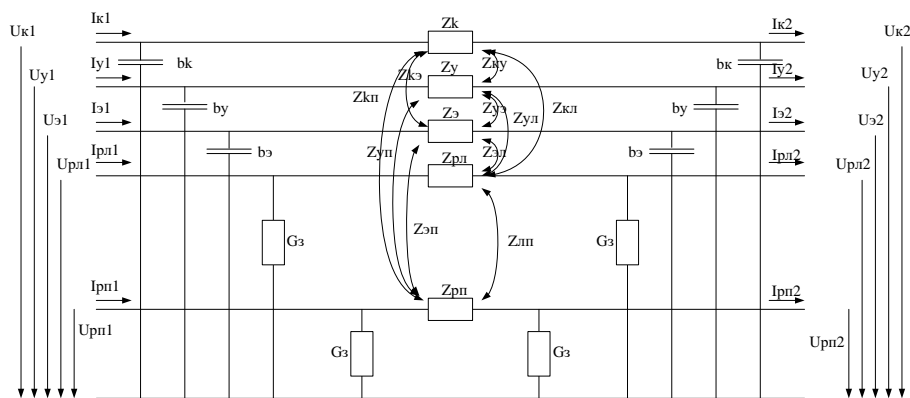 Iк1
Zk
Iк2
Uк1
Uк2
bk
Zку
bк
Iу1
Zу
Iу2
Uу1
Zkэ
Uу2
Zkп
bу
Zуэ
Zкл
bу
Iэ1
Zэ
Zул
Iэ2
Uэ1
Uэ2
bэ
Zуп
Zэл
bэ
Iрл1
Zрл
Iрл2
Uрл1
Uрл2
Gз
Zэп
Zлп
Gз
Iрп1
Zрп
Iрп2
Uрп1
Uрп2
Gз
Gз